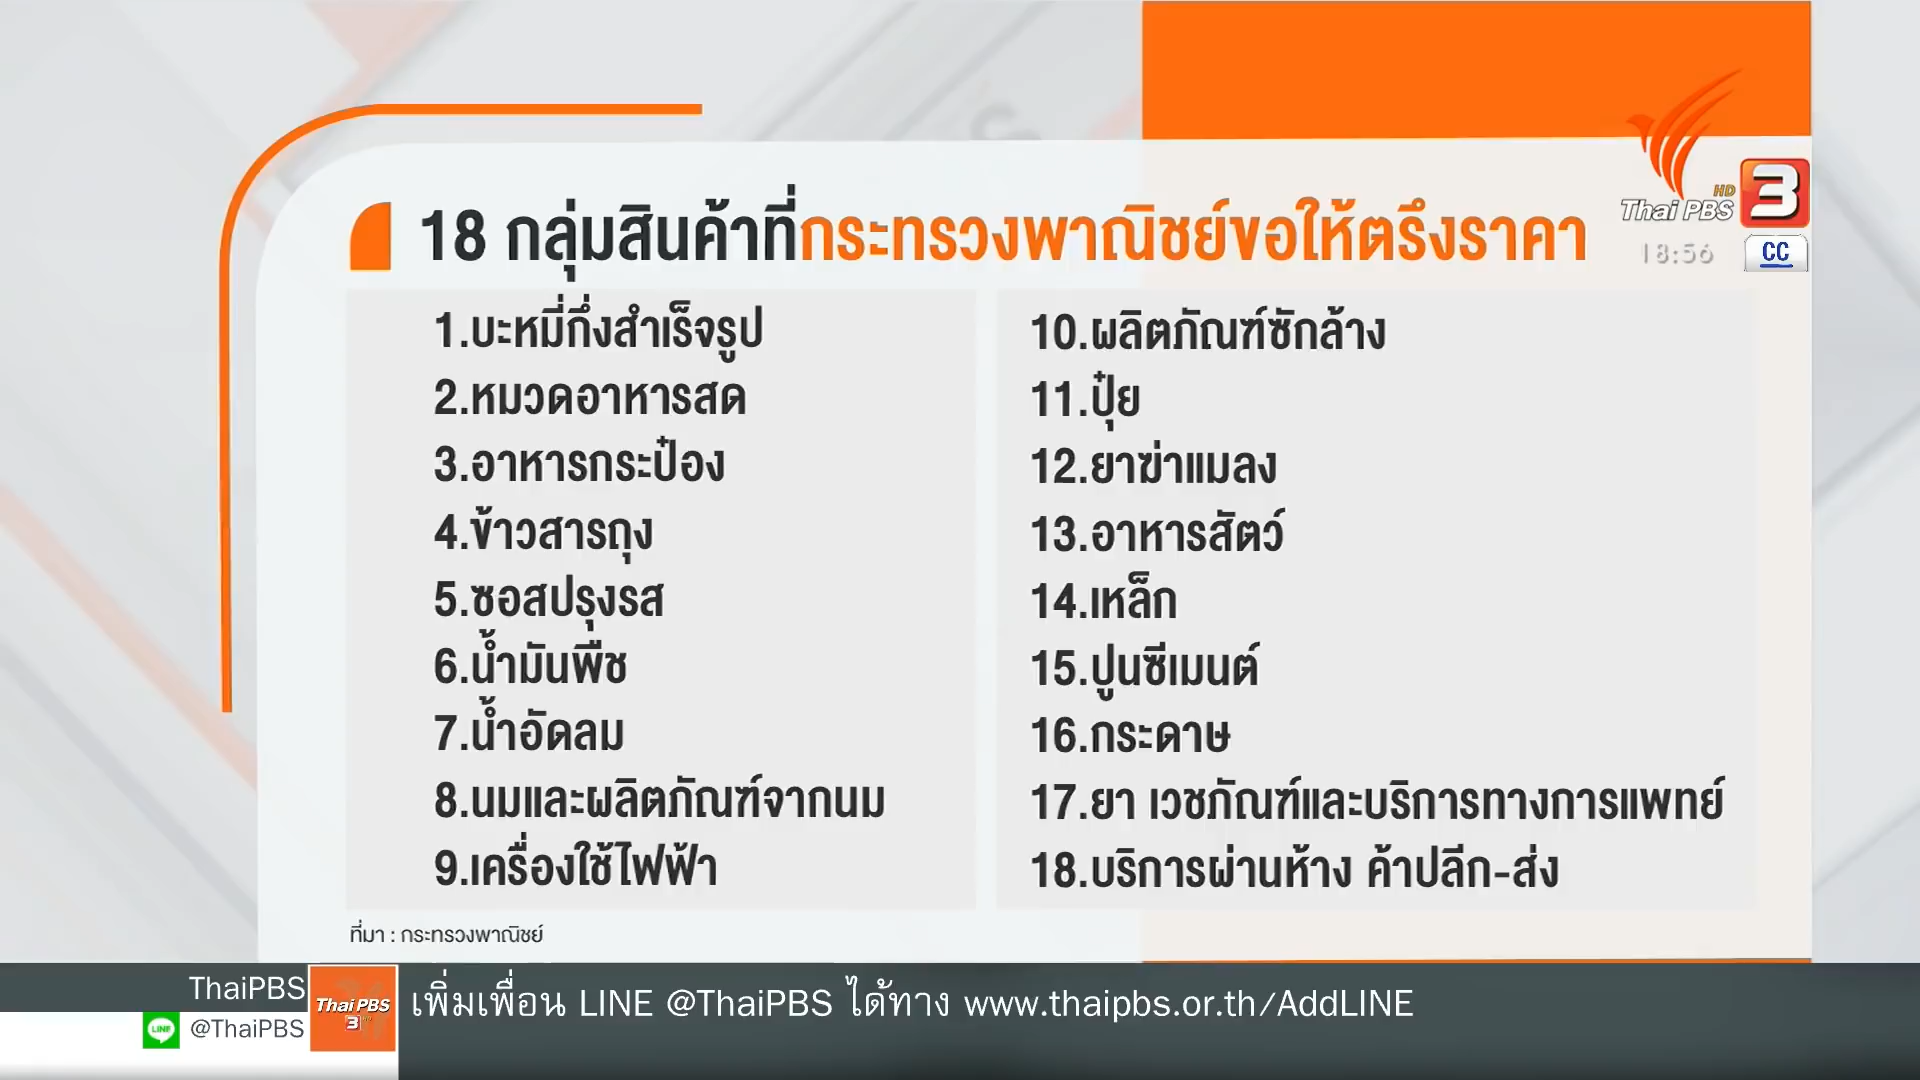 18 กลุ่มสินค้าที่กระทรวงพาณิชย์ขอให้ตรึงราคา
HD
Thai PBS
3
18:56
CC
1.บะหมี่กึ่งสำเร็จรูป
2.หมวดอาหารสด
3.อาหารกระป๋อง
4.ข้าวสารถุง
5.ซอสปรุงรส
6.น้ำมันพืช
7.น้ำอัดลม
8.นมและผลิตภัณฑ์จากนม
9.เครื่องใช้ไฟฟ้า
10.ผลิตภัณฑ์ซักล้าง
11.ปุ๋ย
12.ยาฆ่าแมลง
13.อาหารสัตว์
14.เหล็ก
15.ปูนซีเมนต์
16.กระดาษ
17.ยา เวชภัณฑ์และบริการทางการแพทย์
18.บริการผ่านห้าง ค้าปลีก-ส่ง
ที่มา : กระทรวงพาณิชย์
ThaiPBS
LINE @ThaiPBS
Thai PBS
3
เพิ่มเพื่อน LINE @ThaiPBS ได้ทาง www.thaipbs.or.th/AddLINE